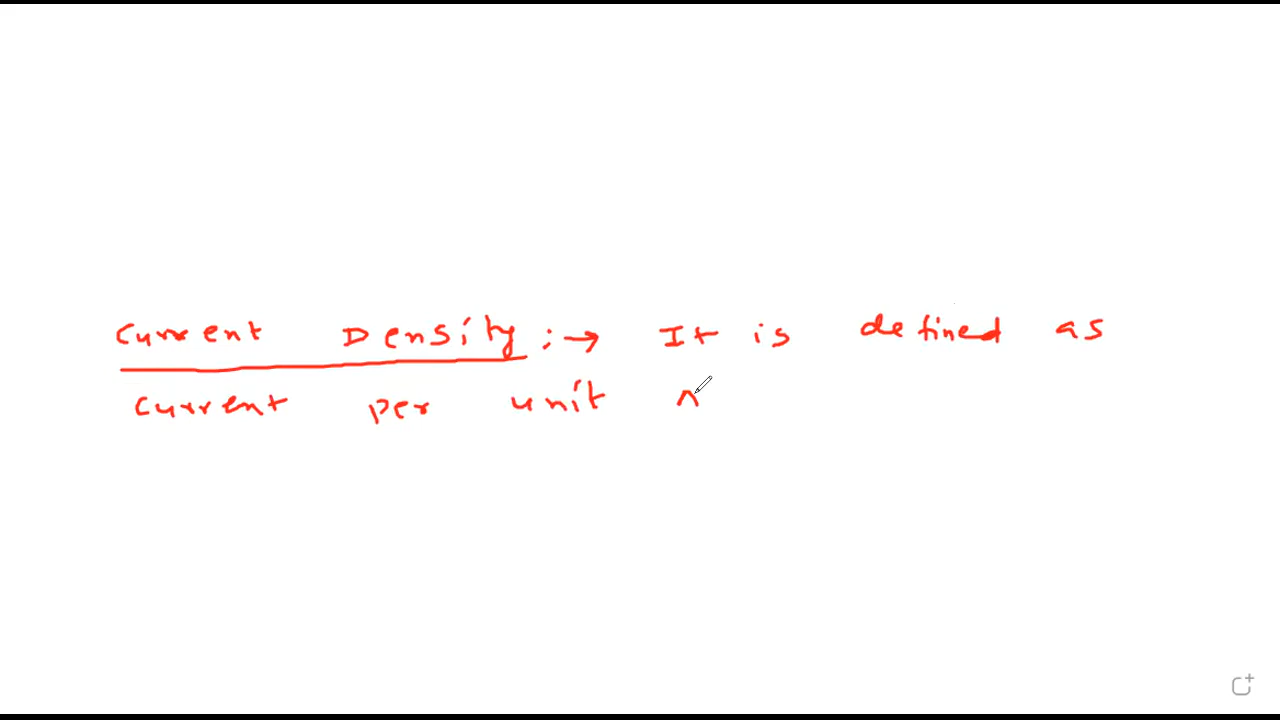 Current Density :→ It is defined as
Current per unit